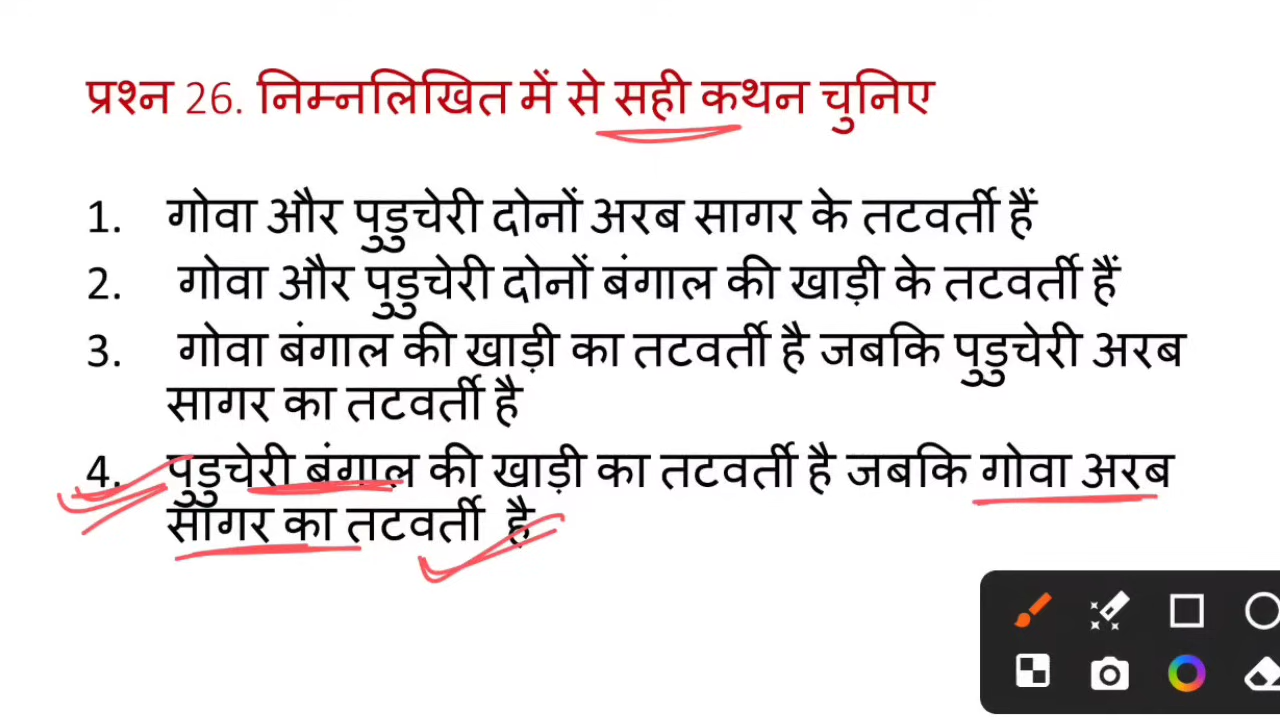 प्रश्न 26. निम्नलिखित में से सही कथन चुनिए
1. गोवा और पुडुचेरी दोनों अरब सागर के तटवर्ती हैं
2. गोवा और पुडुचेरी दोनों बंगाल की खाड़ी के तटवर्ती हैं
3. गोवा बंगाल की खाड़ी का तटवर्ती है जबकि पुडुचेरी अरब
सागर का तटवर्ती है
4. पुडुचेरी बंगाल की खाड़ी का तटवर्ती है जबकि गोवा अरब
सागर का तटवर्ती है